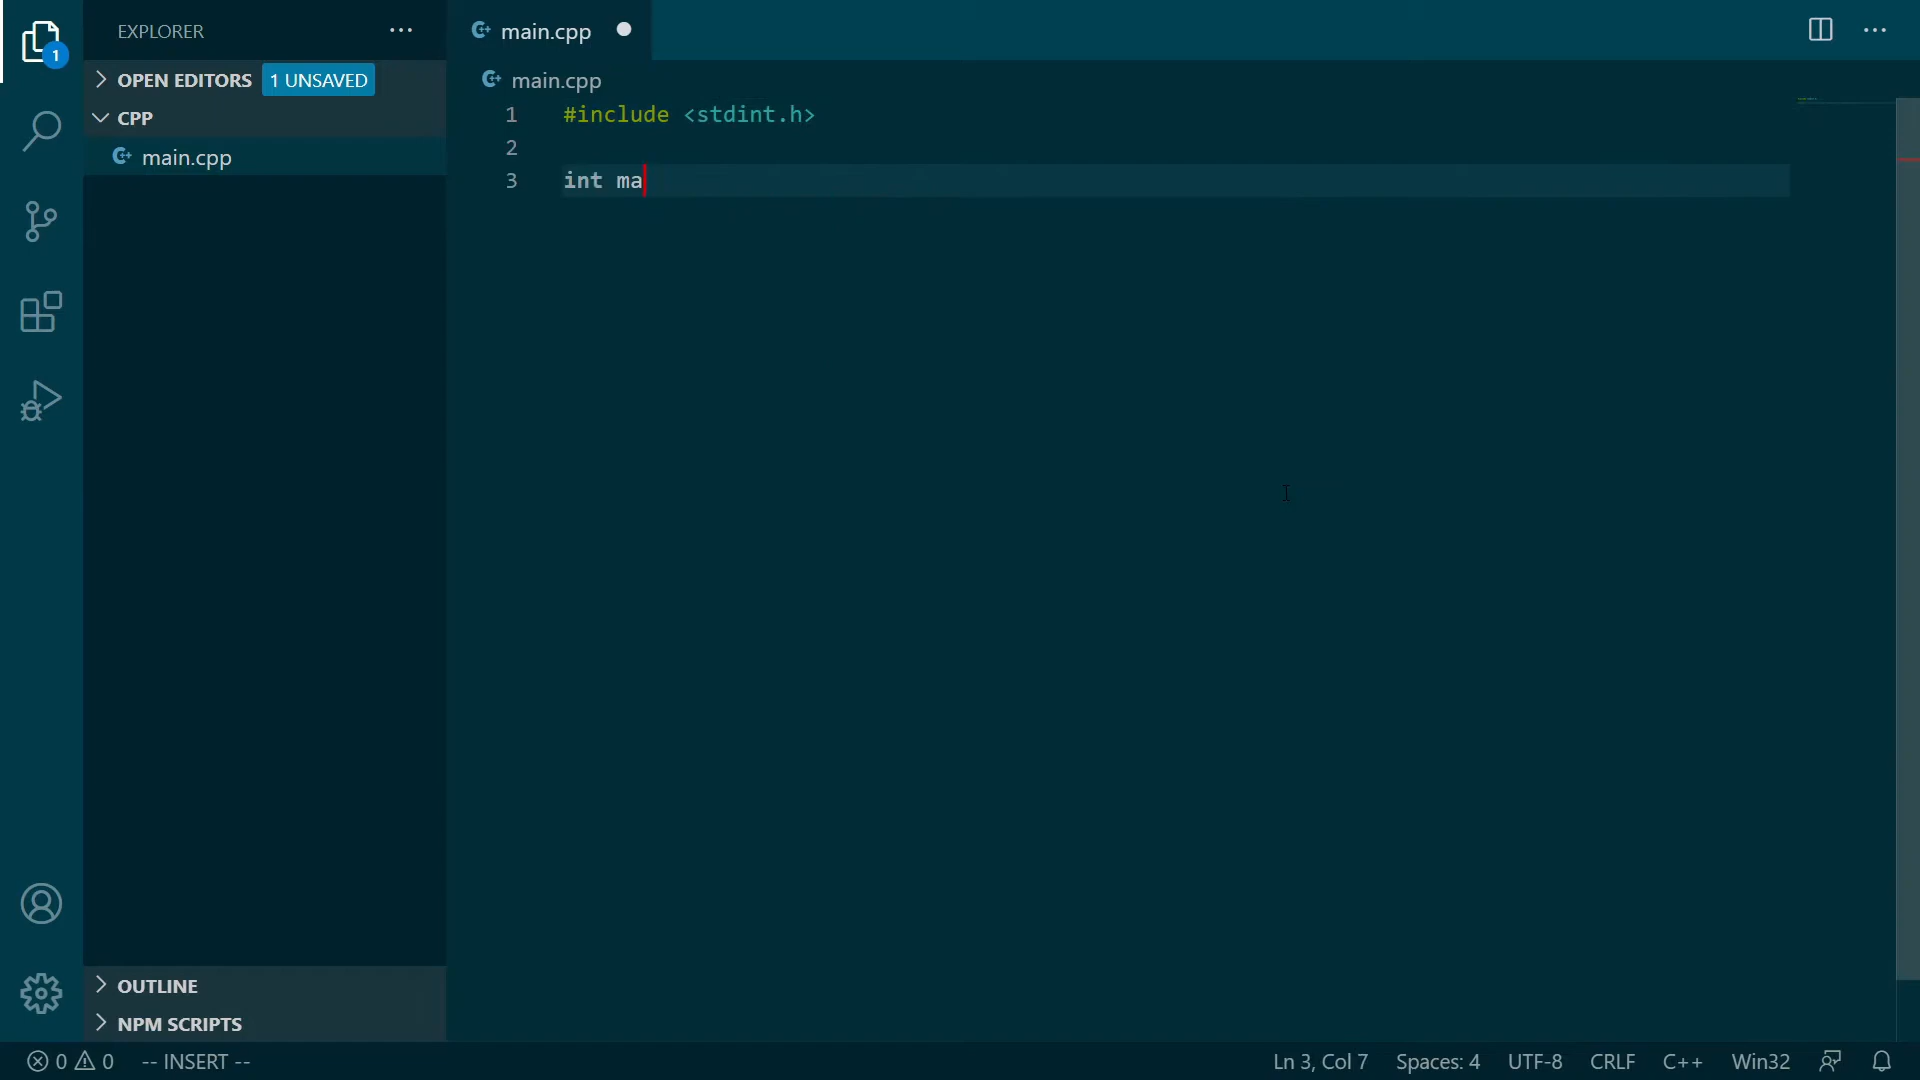 EXPLORER
1
OPEN EDITORS
1 UNSAVED
CPP
main.cpp
OUTLINE
NPM SCRIPTS
main.cpp
main.cpp
1 #include <stdint.h>
2
3 int ma
0 0 -- INSERT --
Ln 3, Col 7 Spaces: 4 UTF-8 CRLF C++ Win32